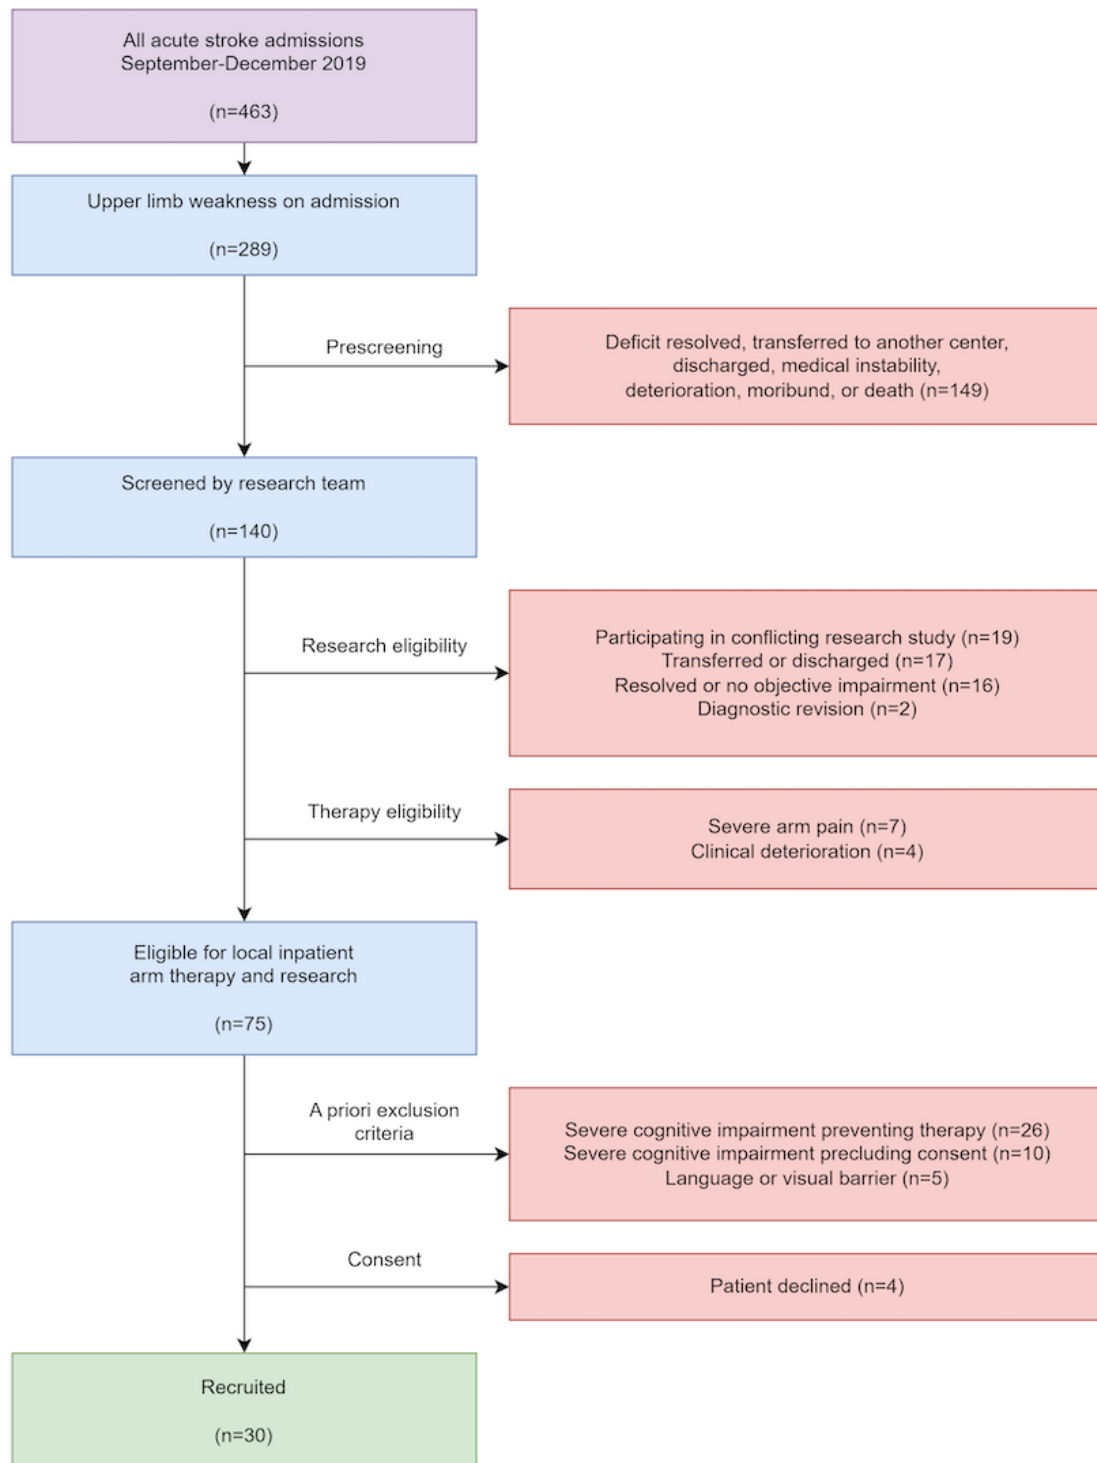 All acute stroke admissions
September-December 2019
(n=463)
Upper limb weakness on admission
(n=289)
Prescreening
Deficit resolved, transferred to another center,
discharged, medical instability,
deterioration, moribund, or death (n=149)
Screened by research team
(n=140)
Research eligibility
Participating in conflicting research study (n=19)
Transferred or discharged (n=17)
Resolved or no objective impairment (n=16)
Diagnostic revision (n=2)
Therapy eligibility
Severe arm pain (n=7)
Clinical deterioration (n=4)
Eligible for local inpatient
arm therapy and research
(n=75)
A priori exclusion
criteria
Severe cognitive impairment preventing therapy (n=26)
Severe cognitive impairment precluding consent (n=10)
Language or visual barrier (n=5)
Consent
Patient declined (n=4)
Recruited
(n=30)